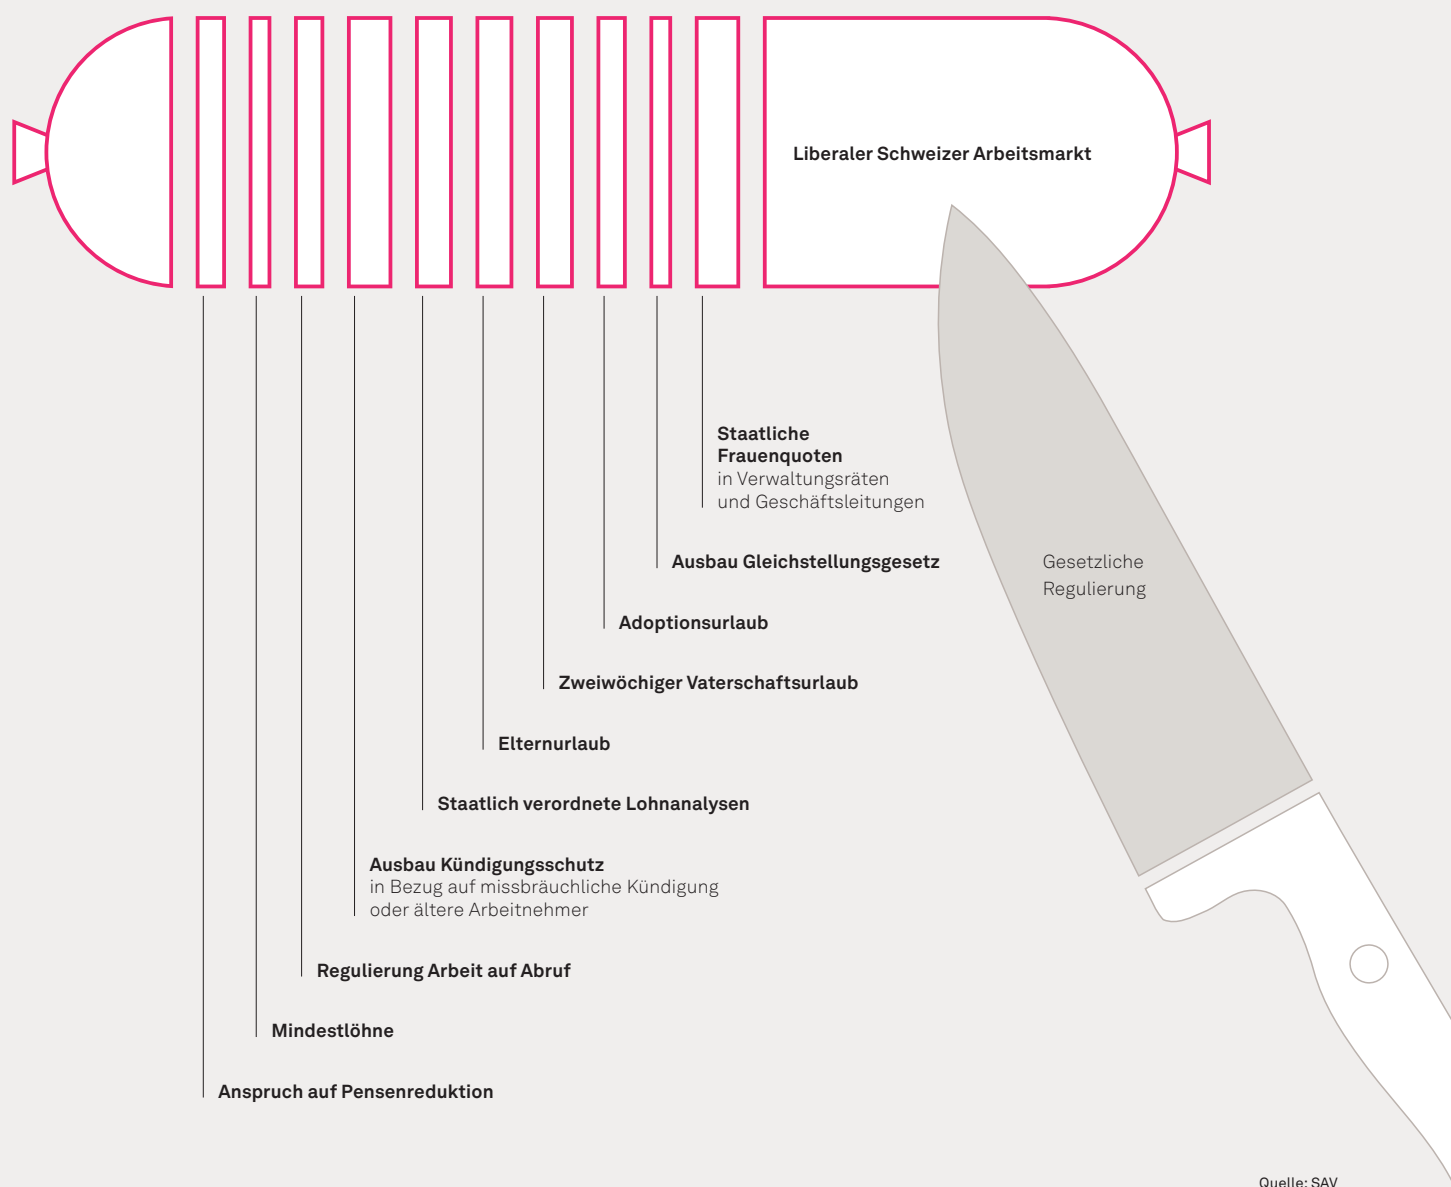 Liberaler Schweizer Arbeitsmarkt
Staatliche
Frauenquoten
in Verwaltungsräten
und Geschäftsleitungen
Ausbau Gleichstellungsgesetz
Gesetzliche
Regulierung
Adoptionsurlaub
Zweiwöchiger Vaterschaftsurlaub
Elternurlaub
Staatlich verordnete Lohnanalysen
Ausbau Kündigungsschutz
in Bezug auf missbräuchliche Kündigung
oder ältere Arbeitnehmer
Regulierung Arbeit auf Abruf
Mindestlöhne
Anspruch auf Pensenreduktion
Quelle: SAV